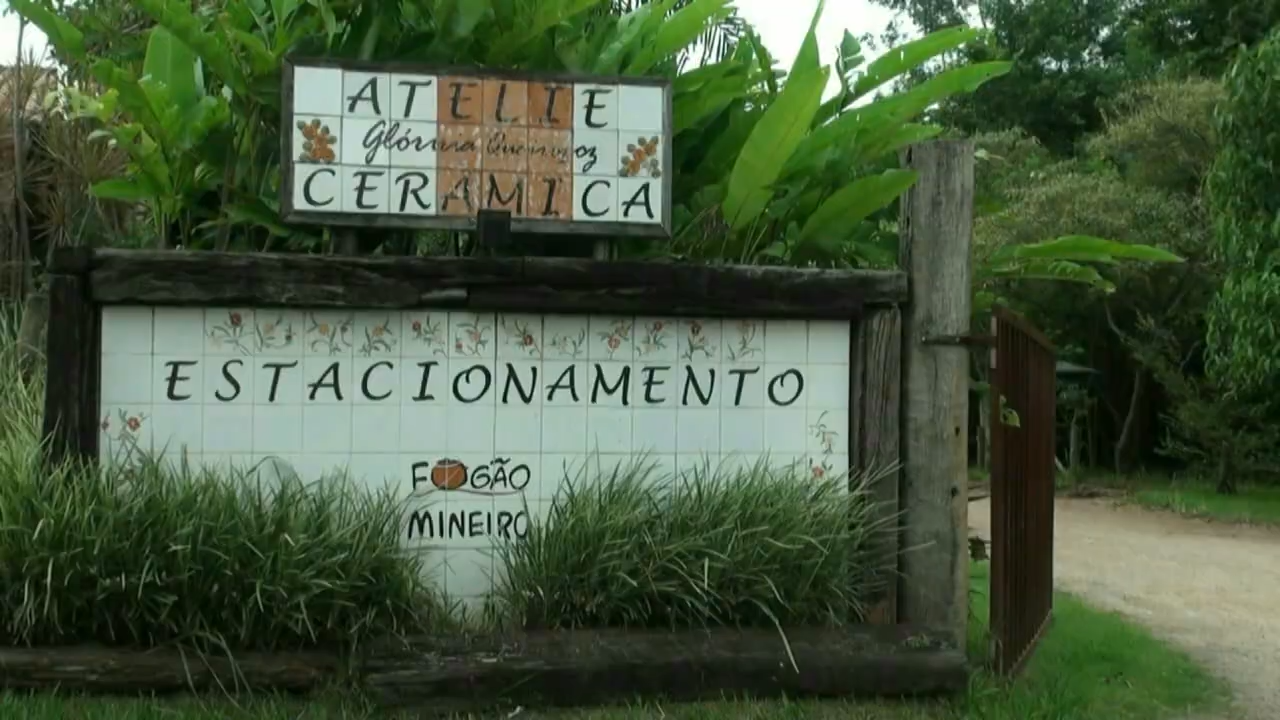 ATELIE
Glória Queiroz
CERAMICA
ESTACIONAMENTO
FOGÃO
MINEIRO